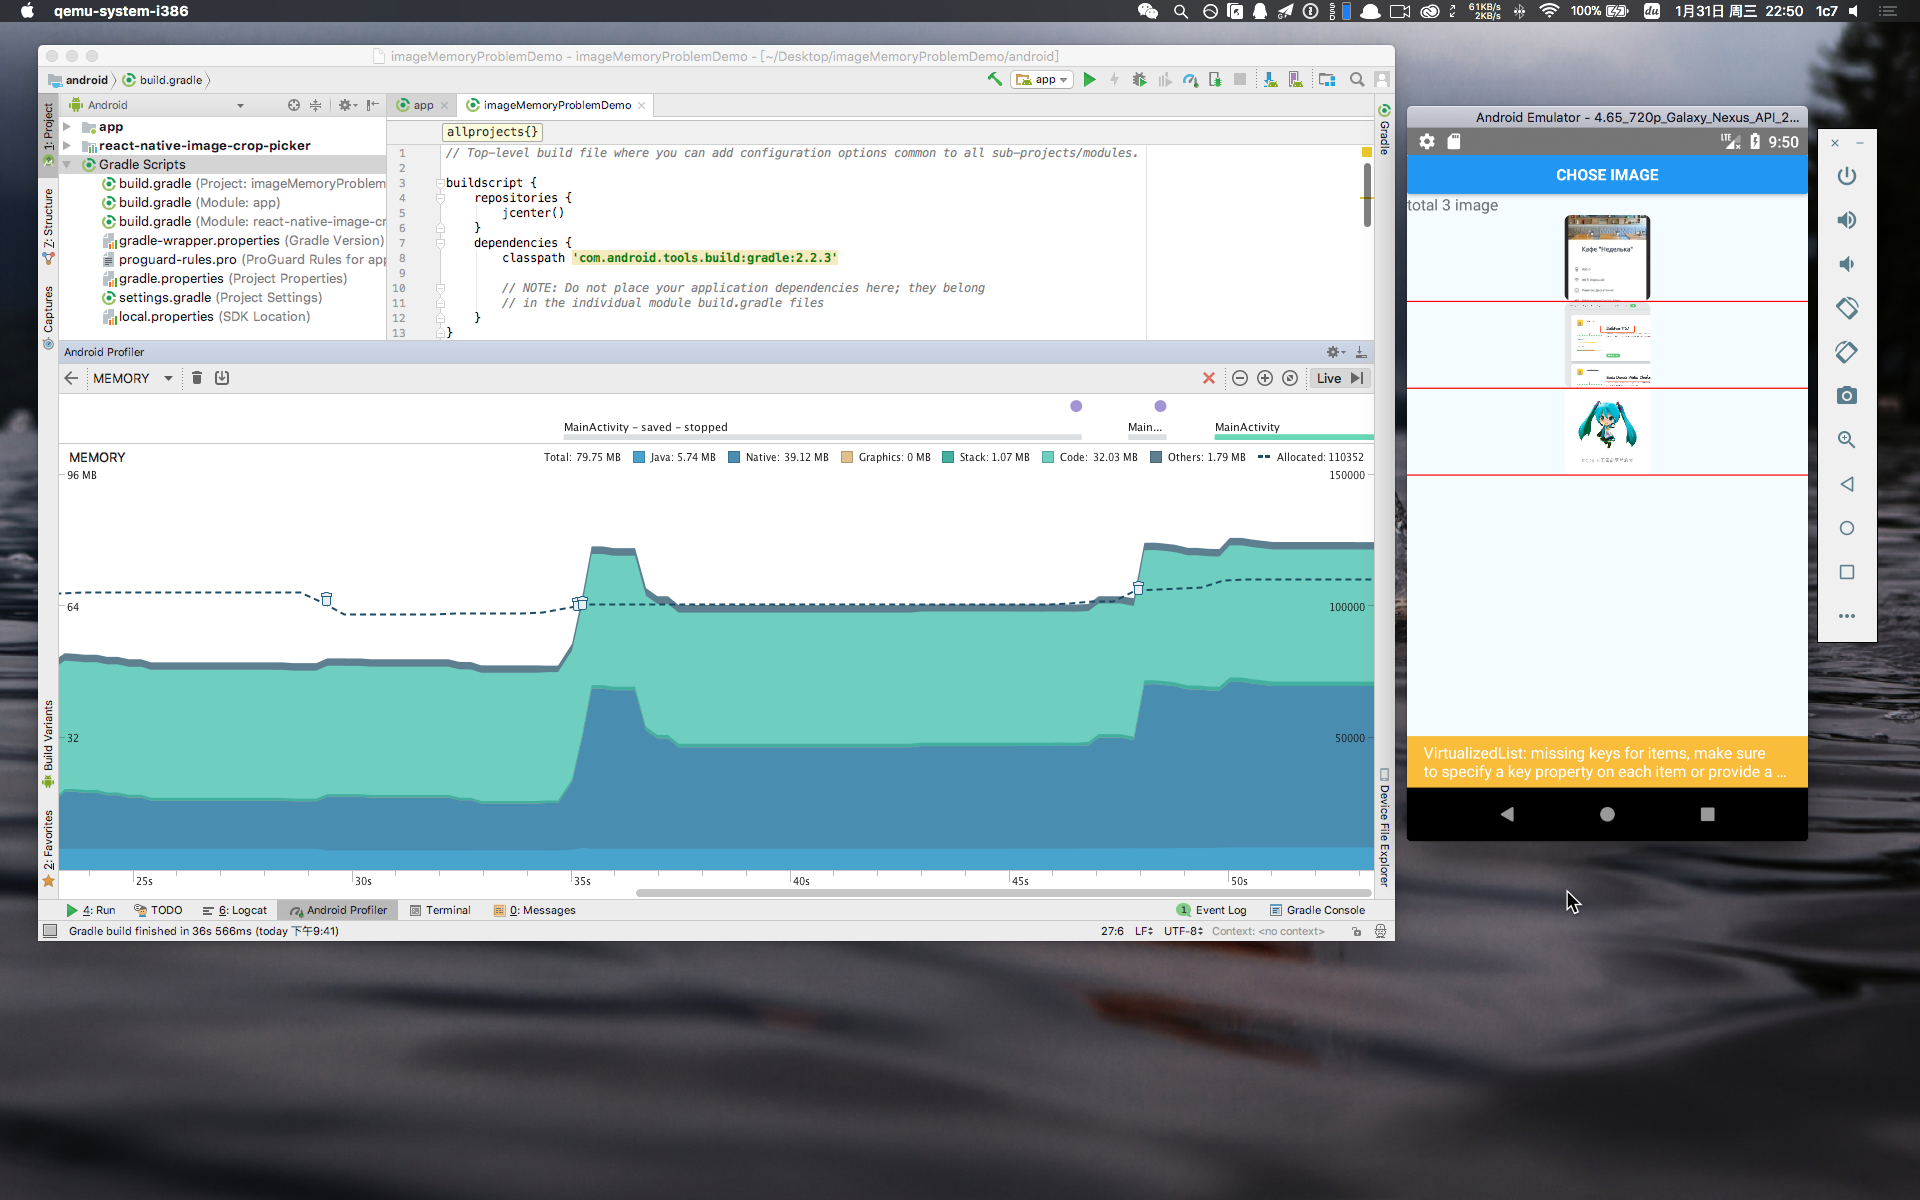 qemu-system-i386
61KB/s
2KB/s
100%
du
1月31日 周三 22:50
1c7
imageMemoryProblemDemo – imageMemoryProblemDemo – [~/Desktop/imageMemoryProblemDemo/android]
android
build.gradle
app
Android
app
imageMemoryProblemDemo
1: Project
Z: Structure
Captures
Build Variants
2: Favorites
app
react-native-image-crop-picker
Gradle Scripts
build.gradle (Project: imageMemoryProblem
build.gradle (Module: app)
build.gradle (Module: react-native-image-cr
gradle-wrapper.properties (Gradle Version)
proguard-rules.pro (ProGuard Rules for app
gradle.properties (Project Properties)
settings.gradle (Project Settings)
local.properties (SDK Location)
allprojects{}
1 // Top-level build file where you can add configuration options common to all sub-projects/modules.
2
3 buildscript {
4 repositories {
5 jcenter()
6 }
7 dependencies {
8 classpath 'com.android.tools.build:gradle:2.2.3'
9
10 // NOTE: Do not place your application dependencies here; they belong
11 // in the individual module build.gradle files
12 }
13 }
Gradle
Device File Explorer
Android Profiler
MEMORY
Live
MainActivity – saved – stopped
Main...
MainActivity
MEMORY
Total: 79.75 MB
Java: 5.74 MB
Native: 39.12 MB
Graphics: 0 MB
Stack: 1.07 MB
Code: 32.03 MB
Others: 1.79 MB
Allocated: 110352
96 MB
150000
64
100000
32
50000
25s
30s
35s
40s
45s
50s
4: Run
TODO
6: Logcat
Android Profiler
Terminal
0: Messages
1
Event Log
Gradle Console
Gradle build finished in 36s 566ms (today 下午9:41)
27:6
LF
UTF-8
Context: <no context>
Android Emulator - 4.65_720p_Galaxy_Nexus_API_2...
LTE
9:50
CHOSE IMAGE
total 3 image
Кафе "Неделька"
VirtualizedList: missing keys for items, make sure
to specify a key property on each item or provide a ...